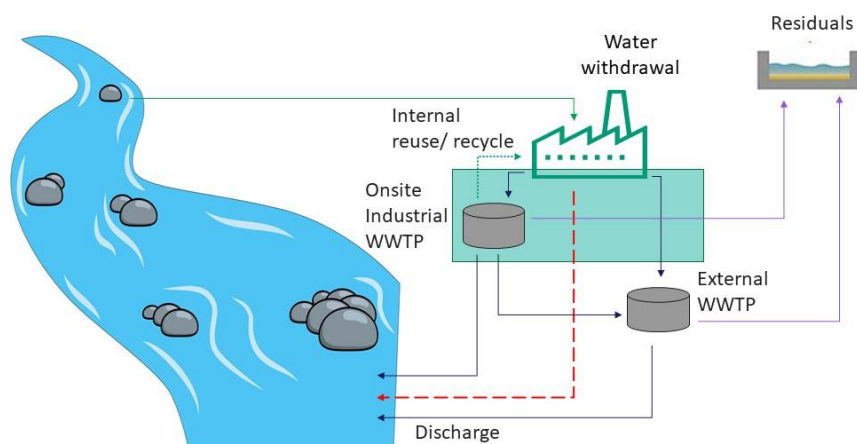 Residuals
Water
withdrawal
Internal
reuse/ recycle
Onsite
Industrial
WWTP
External
WWTP
Discharge